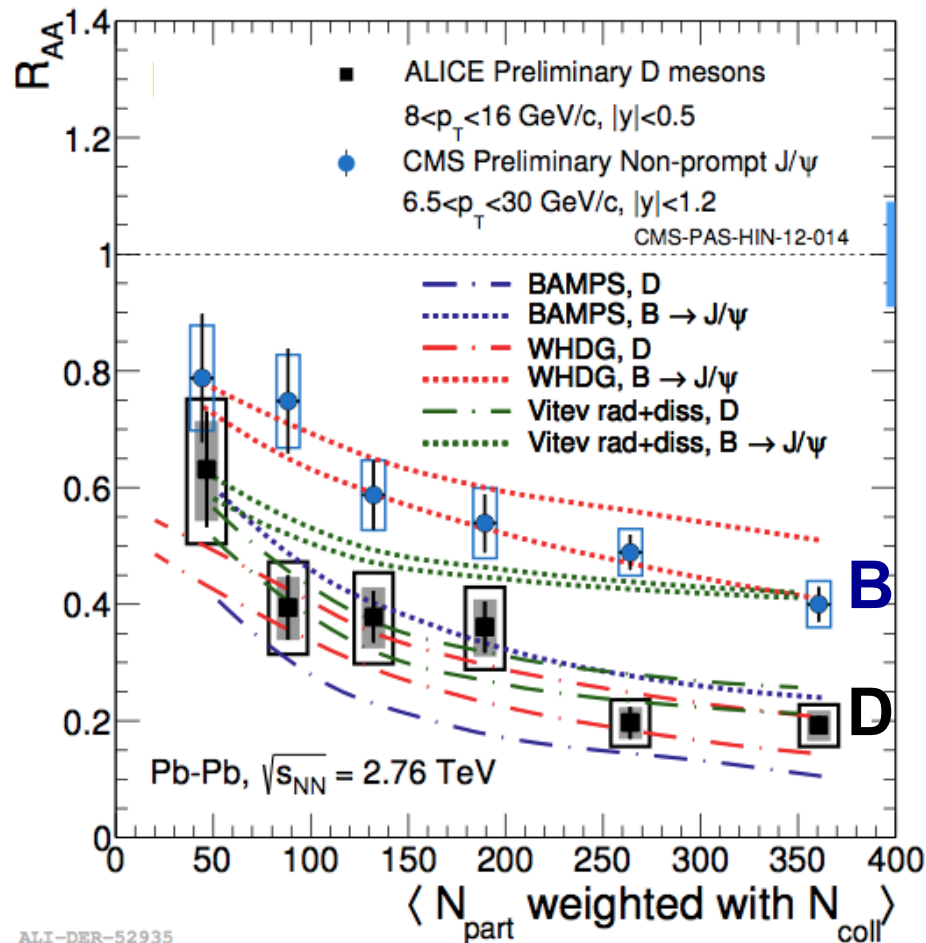 R_AA
1.4
1.2
1
0.8
0.6
0.4
0.2
0
ALICE Preliminary D mesons
8<p_T<16 GeV/c, |y|<0.5
CMS Preliminary Non-prompt J/ψ
6.5<p_T<30 GeV/c, |y|<1.2
CMS-PAS-HIN-12-014
BAMPS, D
BAMPS, B → J/ψ
WHDG, D
WHDG, B → J/ψ
Vitev rad+diss, D
Vitev rad+diss, B → J/ψ
B
D
Pb-Pb, √s_NN = 2.76 TeV
0 50 100 150 200 250 300 350 400
⟨ N_part weighted with N_coll ⟩
ALI-DER-52935